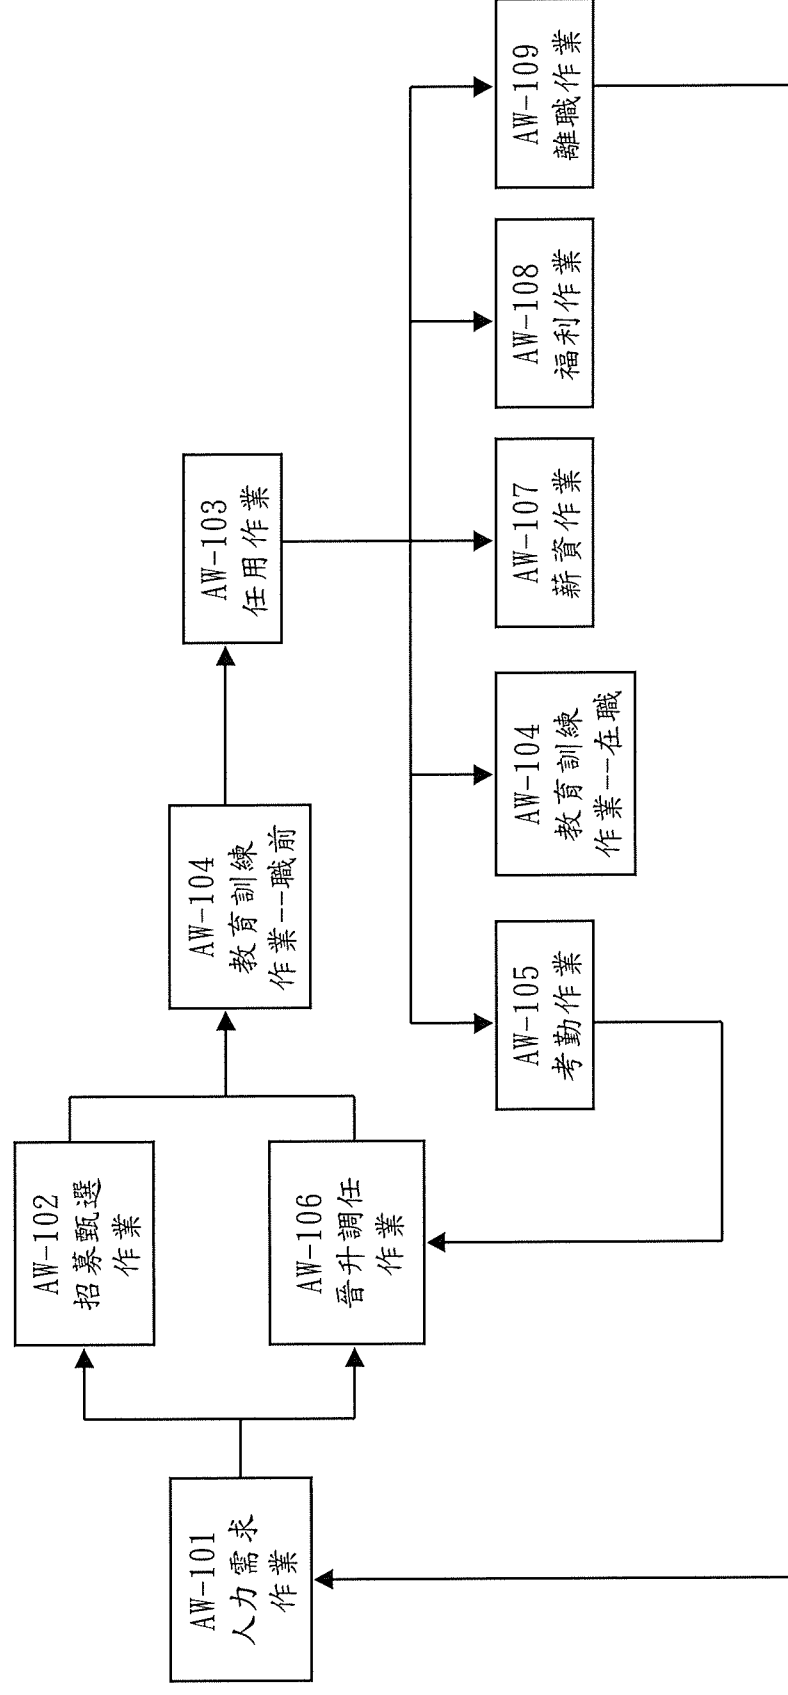 AW-101
人力需求
作業
AW-102
招募甄選
作業
AW-106
晉升調任
作業
AW-104
教育訓練
作業--職前
AW-103
任用作業
AW-105
考勤作業
AW-104
教育訓練
作業--在職
AW-107
薪資作業
AW-108
福利作業
AW-109
離職作業